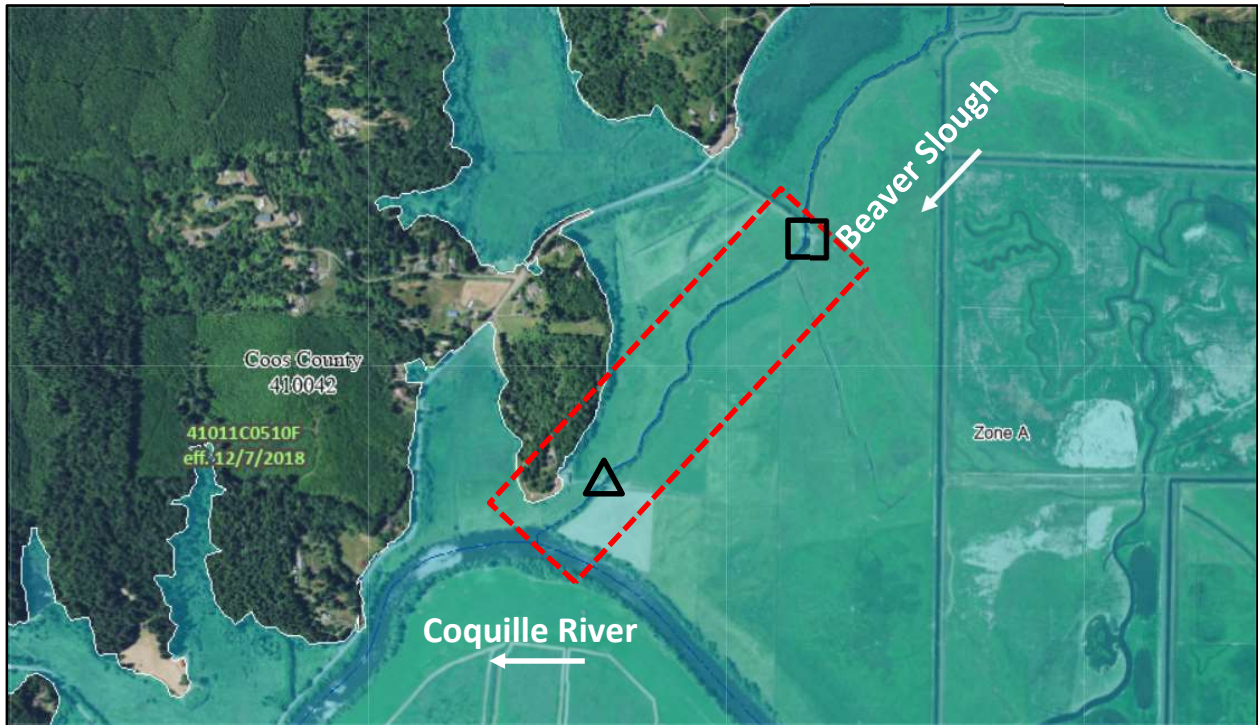 Beaver Slough
Coos County
410042
41011C0510F
eff. 12/7/2018
Zone A
Coquille River